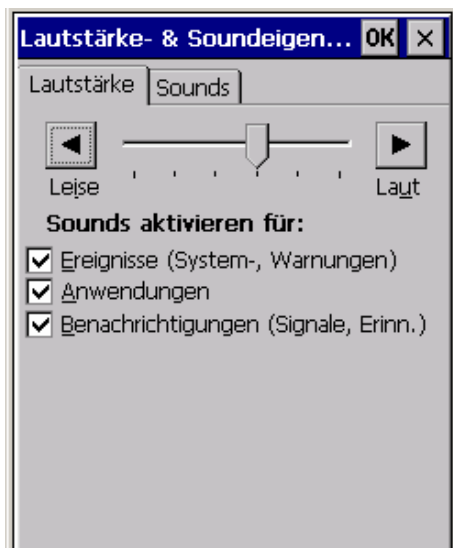 Lautstärke- & Soundeigen... OK ×
Lautstärke Sounds
Leise Laut
Sounds aktivieren für:
Ereignisse (System-, Warnungen)
Anwendungen
Benachrichtigungen (Signale, Erinn.)